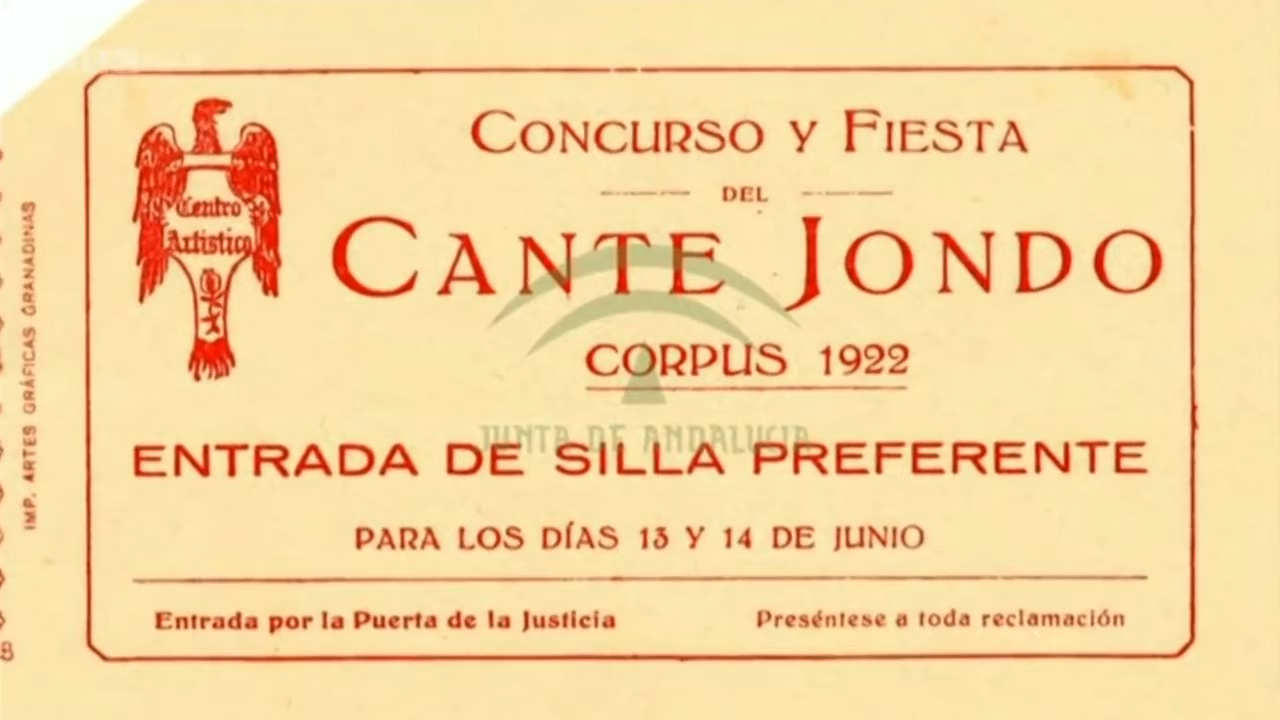 Centro
Artistico
CONCURSO Y FIESTA
DEL
CANTE JONDO
CORPUS 1922
JUNTA DE ANDALUCIA
ENTRADA DE SILLA PREFERENTE
PARA LOS DÍAS 13 Y 14 DE JUNIO
Entrada por la Puerta de la Justicia
Preséntese a toda reclamación
IMP. ARTES GRÁFICAS GRANADINAS